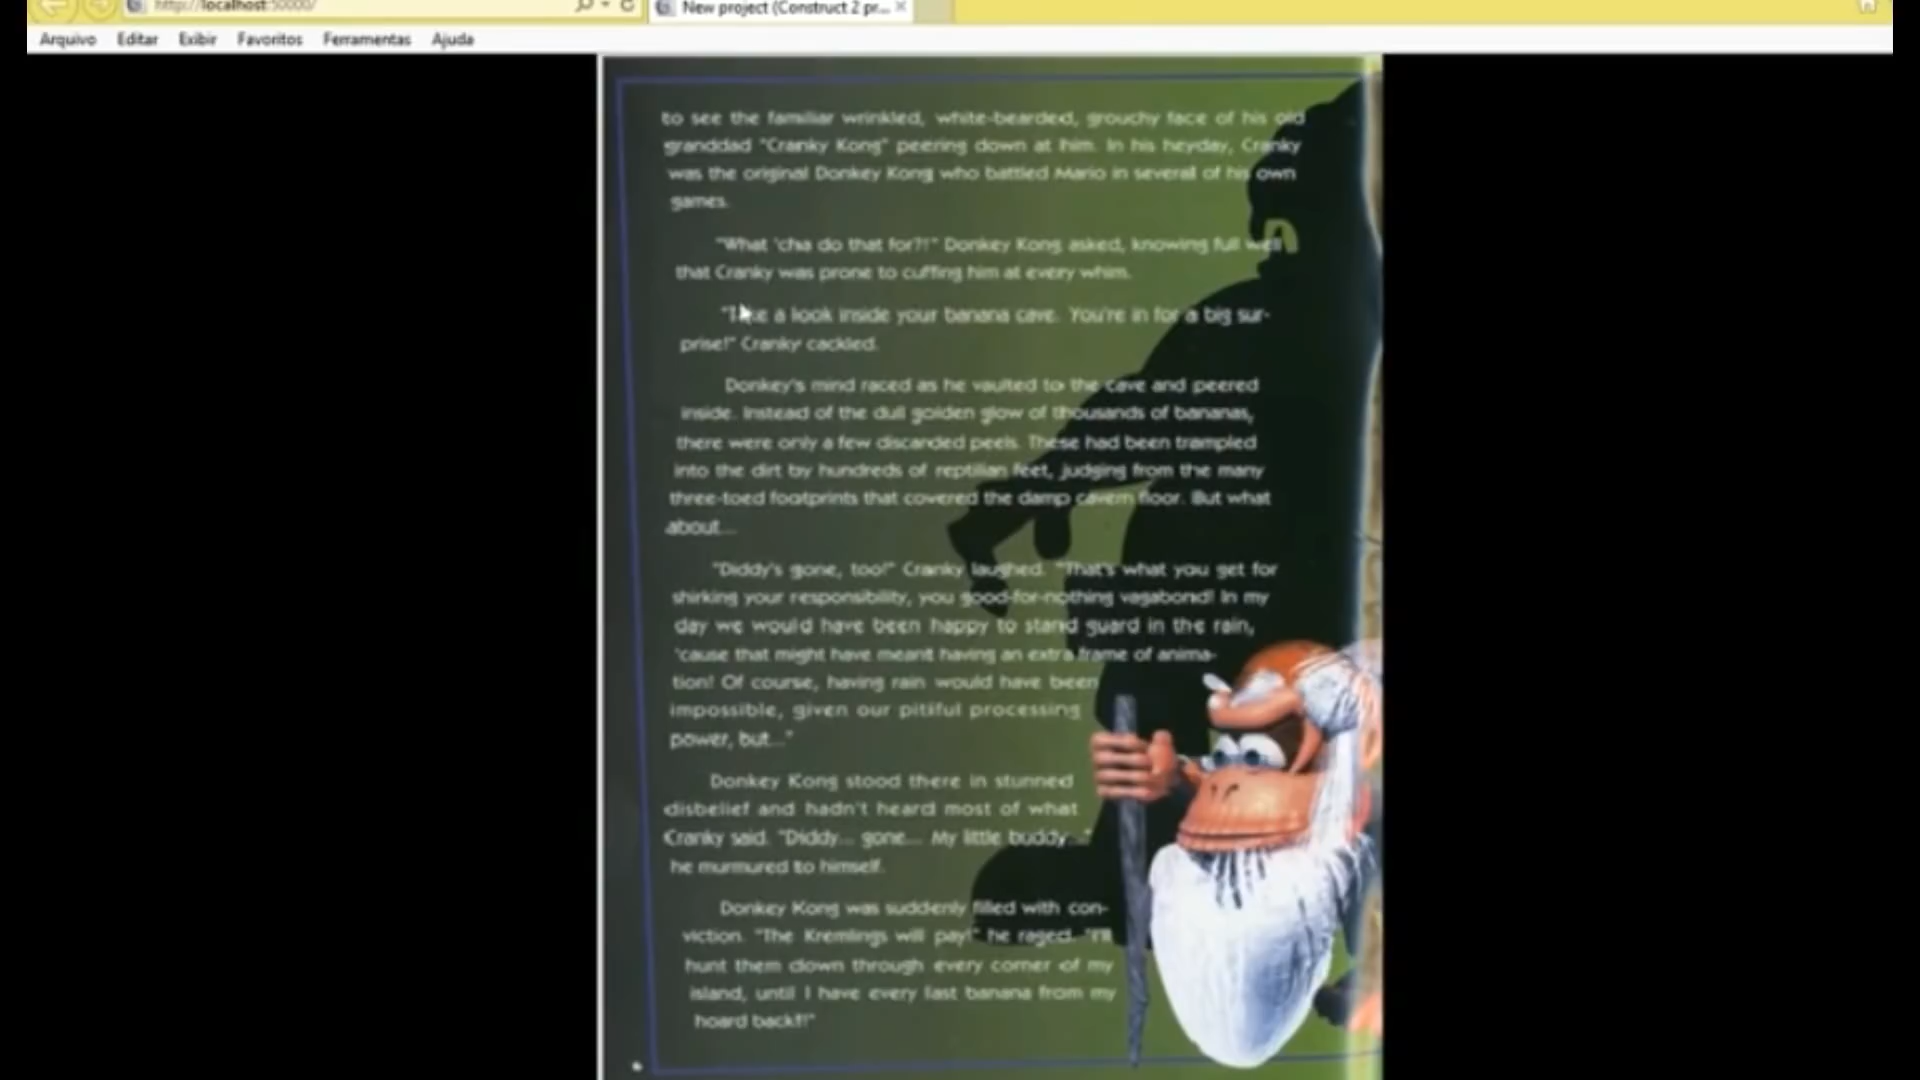 http://localhost:50000/
New project (Construct 2 pr...
Arquivo Editar Exibir Favoritos Ferramentas Ajuda
to see the familiar wrinkled, white-bearded, grouchy face of his old
granddad "Cranky Kong" peering down at him. In his heyday, Cranky
was the original Donkey Kong who battled Mario in several of his own
games.
"What 'cha do that for?!" Donkey Kong asked, knowing full well
that Cranky was prone to cuffing him at every whim.
"Take a look inside your banana cave. You're in for a big sur-
prise!" Cranky cackled.
Donkey's mind raced as he vaulted to the cave and peered
inside. Instead of the dull golden glow of thousands of bananas,
there were only a few discarded peels. These had been trampled
into the dirt by hundreds of reptilian feet, judging from the many
three-toed footprints that covered the damp cavern floor. But what
about...
"Diddy's gone, too!" Cranky laughed. "That's what you get for
shirking your responsibility, you good-for-nothing vagabond! In my
day we would have been happy to stand guard in the rain,
'cause that might have meant having an extra frame of anima-
tion! Of course, having rain would have been
impossible, given our pitiful processing
power, but..."
Donkey Kong stood there in stunned
disbelief and hadn't heard most of what
Cranky said. "Diddy... gone... My little buddy..."
he murmured to himself.
Donkey Kong was suddenly filled with con-
viction. "The Kremlings will pay!" he raged. "I'll
hunt them down through every corner of my
island, until I have every last banana from my
hoard back!!"